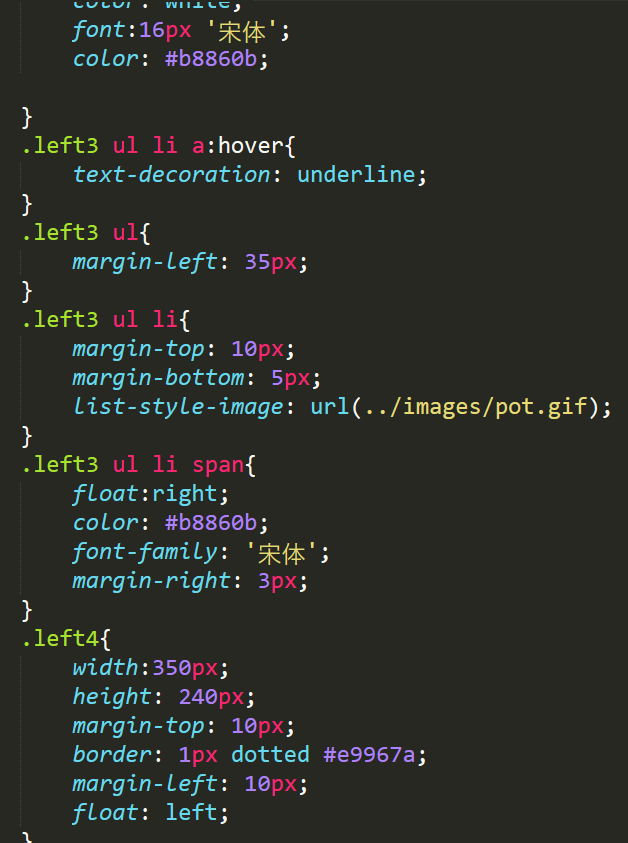 color: white;
font:16px '宋体';
color: #b8860b;
}
.left3 ul li a:hover{
text-decoration: underline;
}
.left3 ul{
margin-left: 35px;
}
.left3 ul li{
margin-top: 10px;
margin-bottom: 5px;
list-style-image: url(../images/pot.gif);
}
.left3 ul li span{
float:right;
color: #b8860b;
font-family: '宋体';
margin-right: 3px;
}
.left4{
width:350px;
height: 240px;
margin-top: 10px;
border: 1px dotted #e9967a;
margin-left: 10px;
float: left;
}